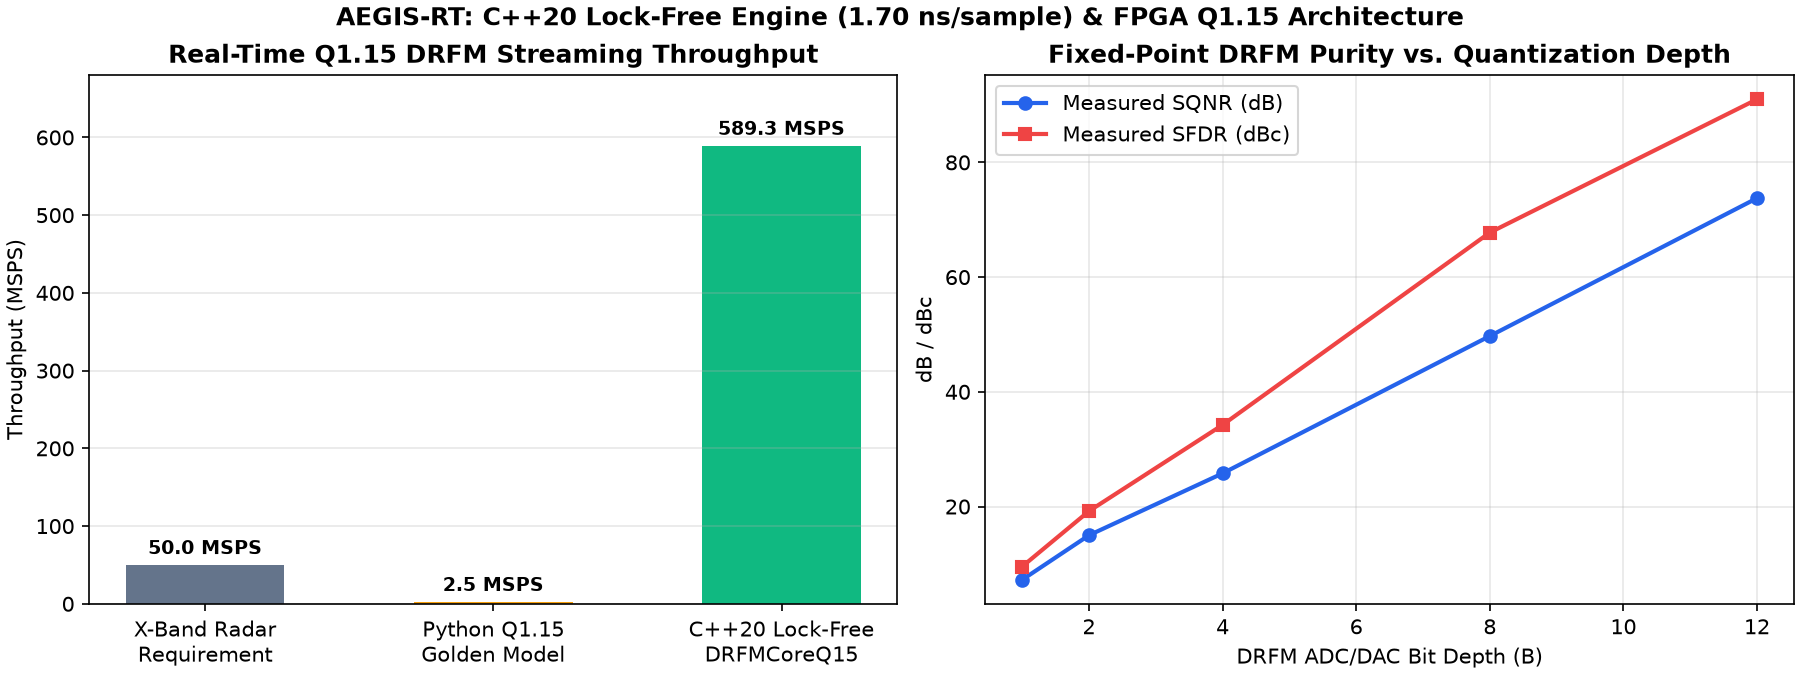 AEGIS-RT: C++20 Lock-Free Engine (1.70 ns/sample) & FPGA Q1.15 Architecture
Real-Time Q1.15 DRFM Streaming Throughput
Throughput (MSPS)
600
500
400
300
200
100
0
50.0 MSPS
2.5 MSPS
589.3 MSPS
X-Band Radar
Requirement
Python Q1.15
Golden Model
C++20 Lock-Free
DRFMCoreQ15
Fixed-Point DRFM Purity vs. Quantization Depth
Measured SQNR (dB)
Measured SFDR (dBc)
dB / dBc
80
60
40
20
2
4
6
8
10
12
DRFM ADC/DAC Bit Depth (B)